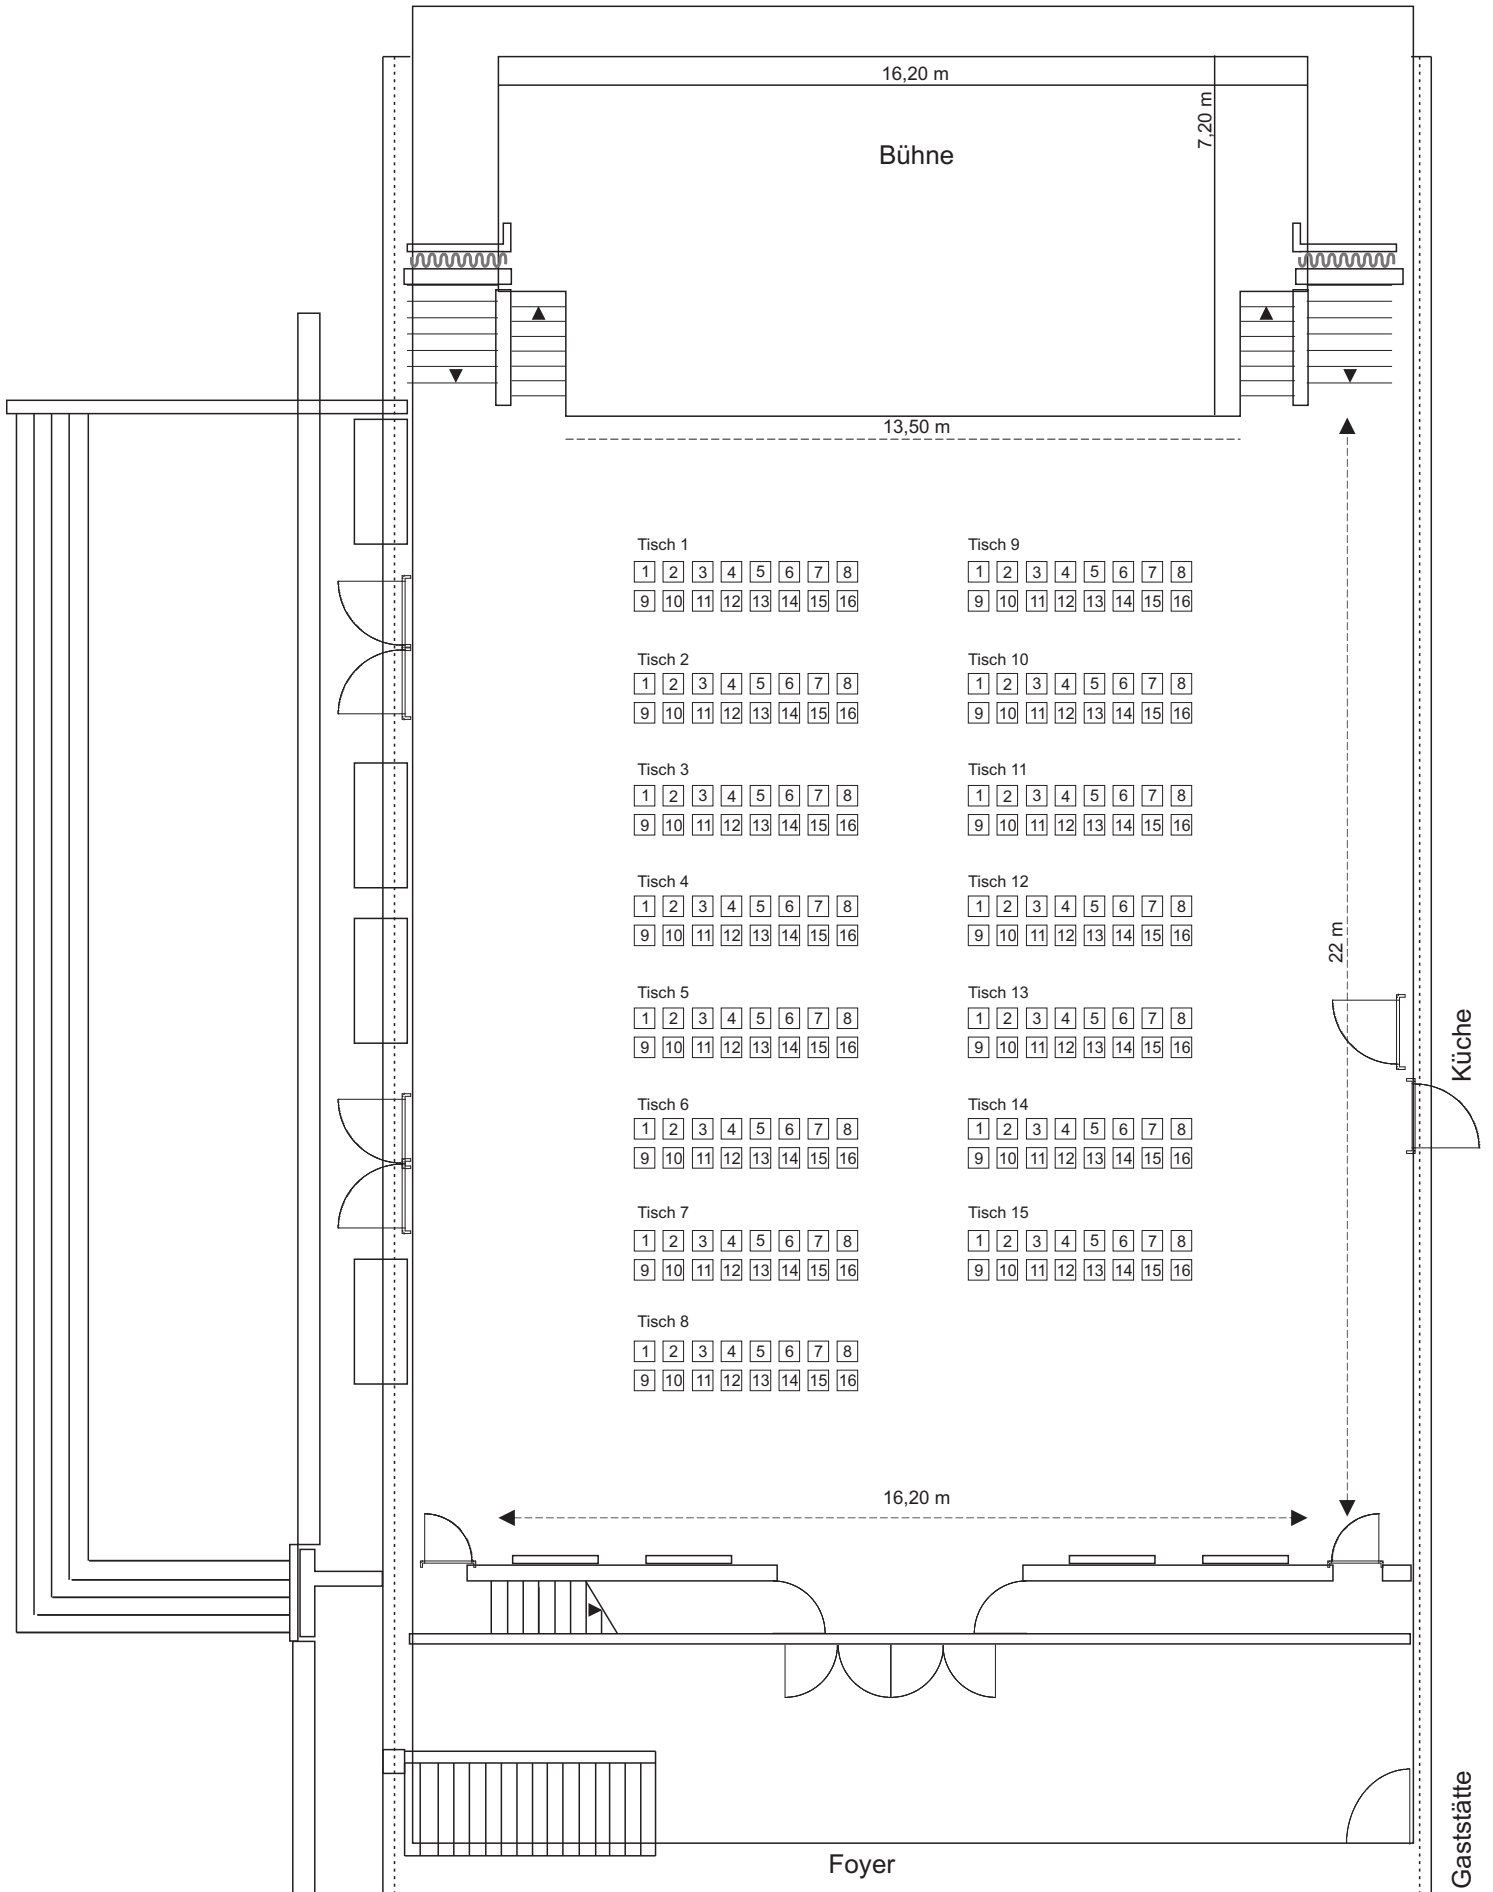 16,20 m
7,20 m
Bühne
13,50 m
Tisch 1
1 2 3 4 5 6 7 8
9 10 11 12 13 14 15 16
Tisch 2
1 2 3 4 5 6 7 8
9 10 11 12 13 14 15 16
Tisch 3
1 2 3 4 5 6 7 8
9 10 11 12 13 14 15 16
Tisch 4
1 2 3 4 5 6 7 8
9 10 11 12 13 14 15 16
Tisch 5
1 2 3 4 5 6 7 8
9 10 11 12 13 14 15 16
Tisch 6
1 2 3 4 5 6 7 8
9 10 11 12 13 14 15 16
Tisch 7
1 2 3 4 5 6 7 8
9 10 11 12 13 14 15 16
Tisch 8
1 2 3 4 5 6 7 8
9 10 11 12 13 14 15 16
Tisch 9
1 2 3 4 5 6 7 8
9 10 11 12 13 14 15 16
Tisch 10
1 2 3 4 5 6 7 8
9 10 11 12 13 14 15 16
Tisch 11
1 2 3 4 5 6 7 8
9 10 11 12 13 14 15 16
Tisch 12
1 2 3 4 5 6 7 8
9 10 11 12 13 14 15 16
Tisch 13
1 2 3 4 5 6 7 8
9 10 11 12 13 14 15 16
Tisch 14
1 2 3 4 5 6 7 8
9 10 11 12 13 14 15 16
Tisch 15
1 2 3 4 5 6 7 8
9 10 11 12 13 14 15 16
22 m
Küche
16,20 m
Foyer
Gaststätte